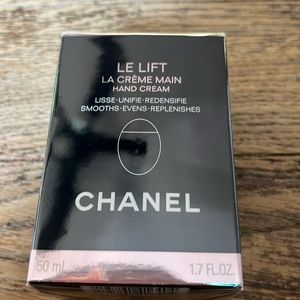 LE LIFT
LA CRÈME MAIN
HAND CREAM
LISSE·UNIFIE·REDENSIFIE
SMOOTHS·EVENS·REPLENISHES
CHANEL
50 ml 1.7 FL.OZ.